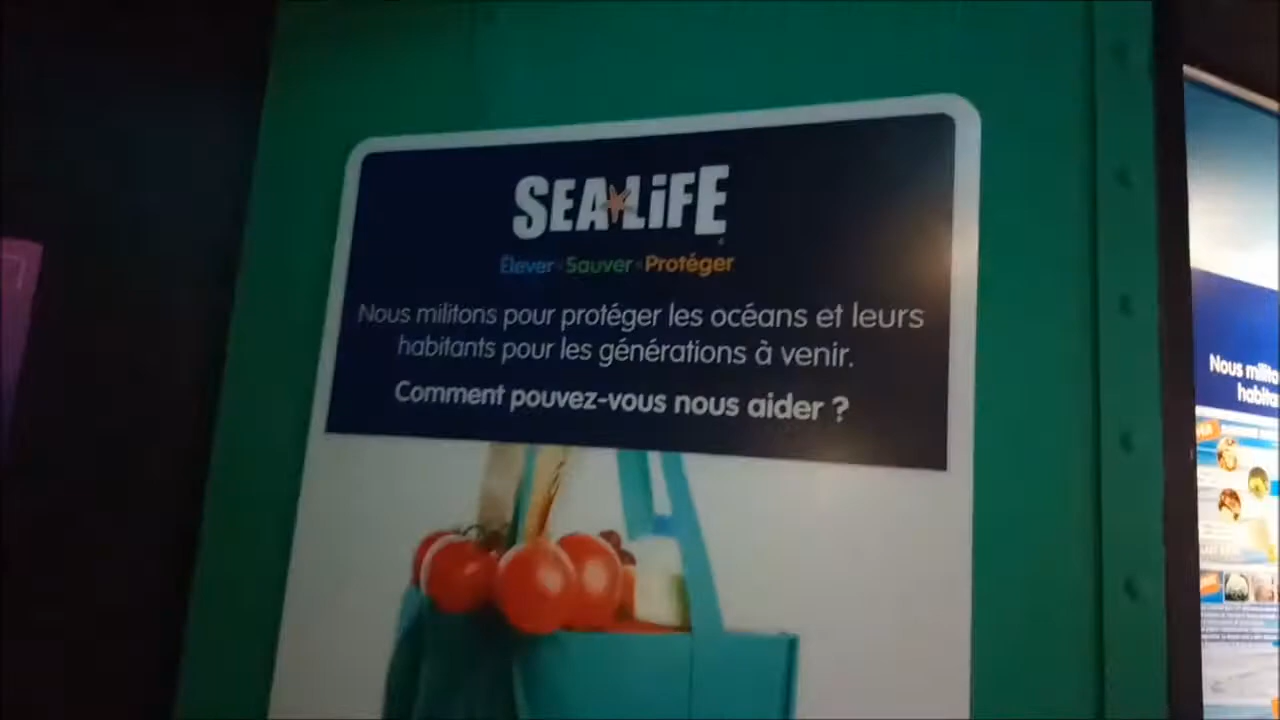 SEA LiFE
Élever • Sauver • Protéger
Nous militons pour protéger les océans et leurs
habitants pour les générations à venir.
Comment pouvez-vous nous aider ?
Nous milito
habita